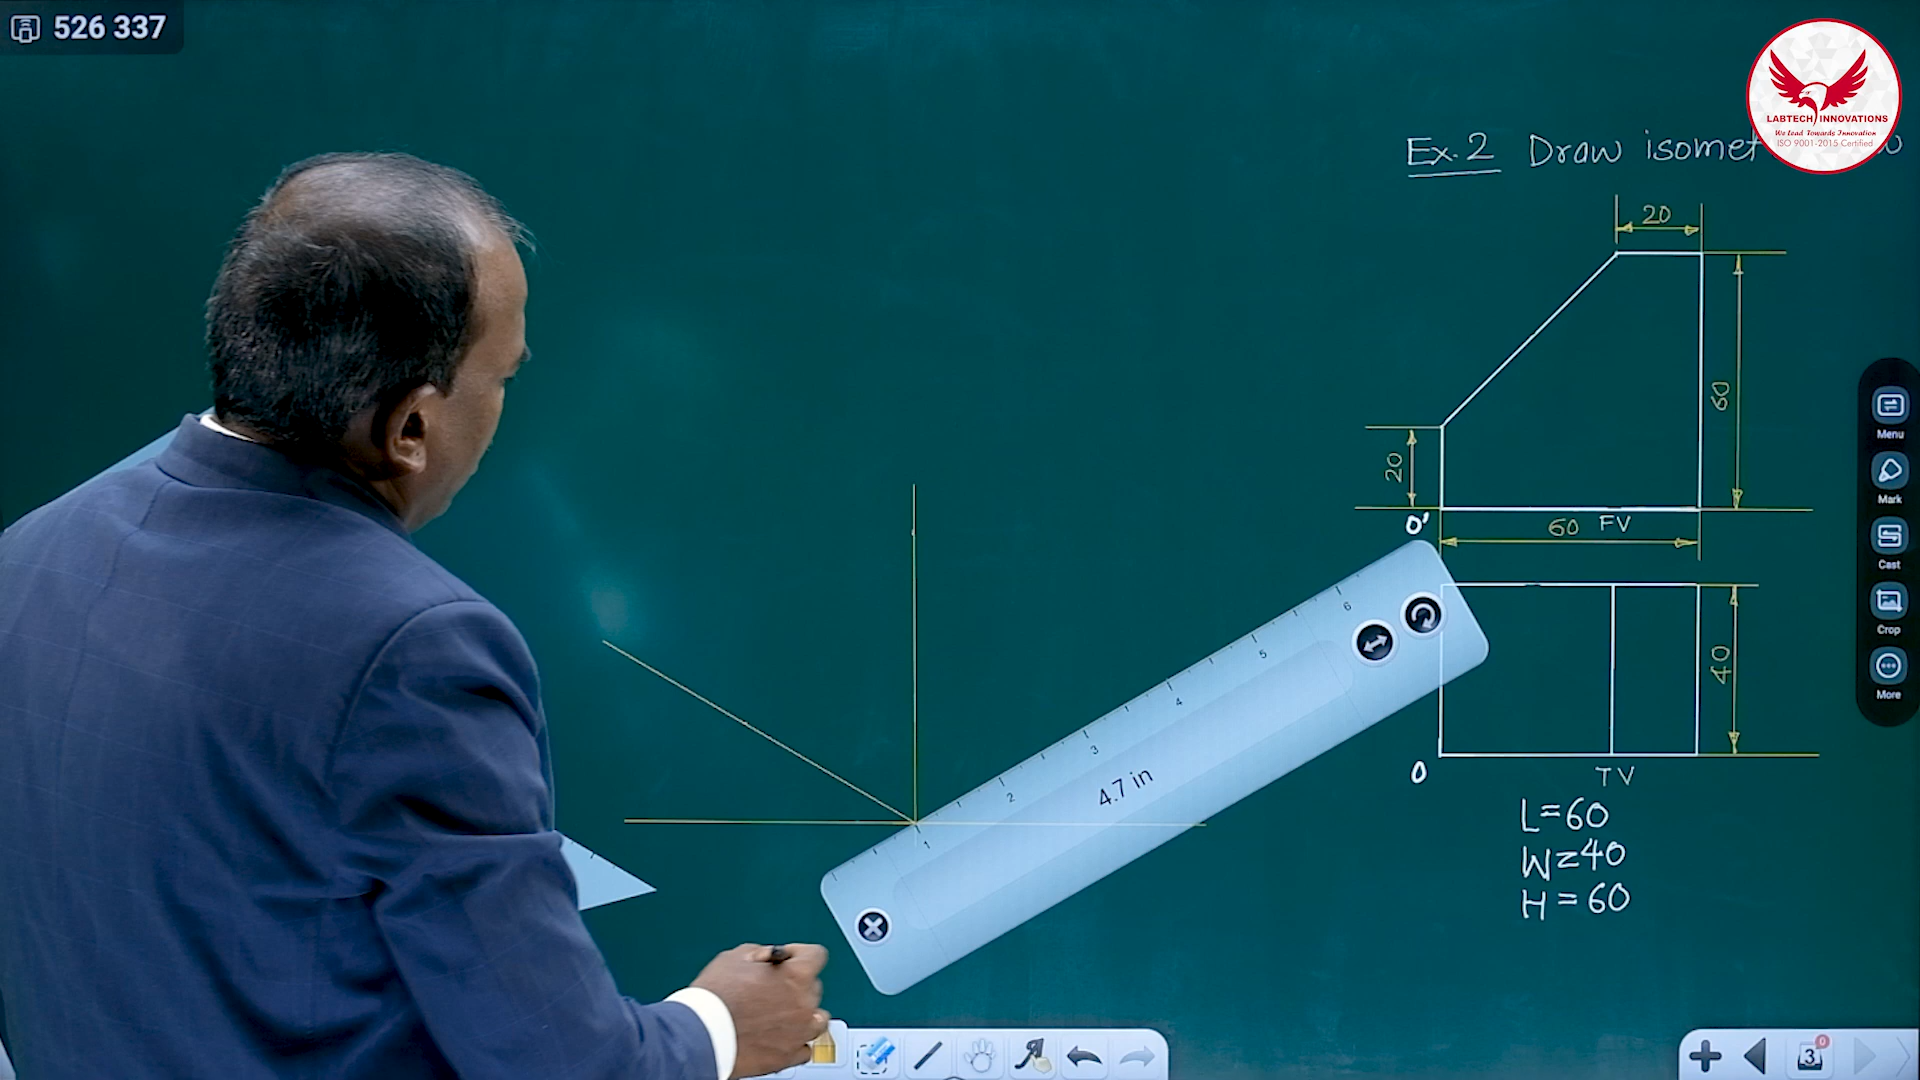 526 337
LABTECH INNOVATIONS
We Lead Towards Innovation
ISO 9001-2015 Certified
Ex.2 Draw isomet
20
60
20
O'
60 FV
40
O
TV
L=60
W=40
H=60
1
2
3
4
5
6
4.7 in
Menu
Mark
Cast
Crop
More
3
0